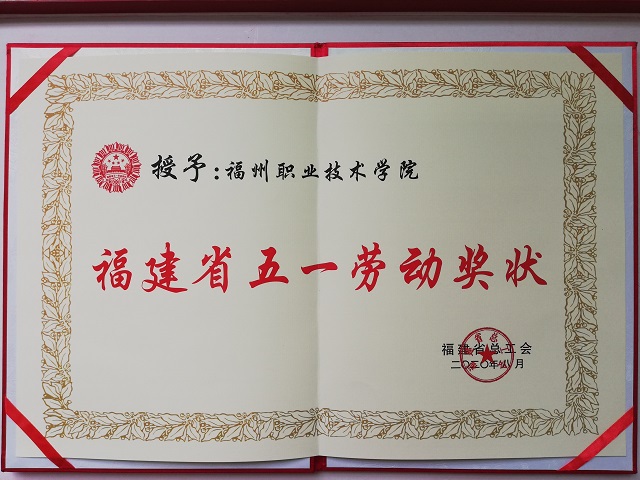 授予：福州职业技术学院
福建省五一劳动奖状
福建省总工会
二〇二〇年八月